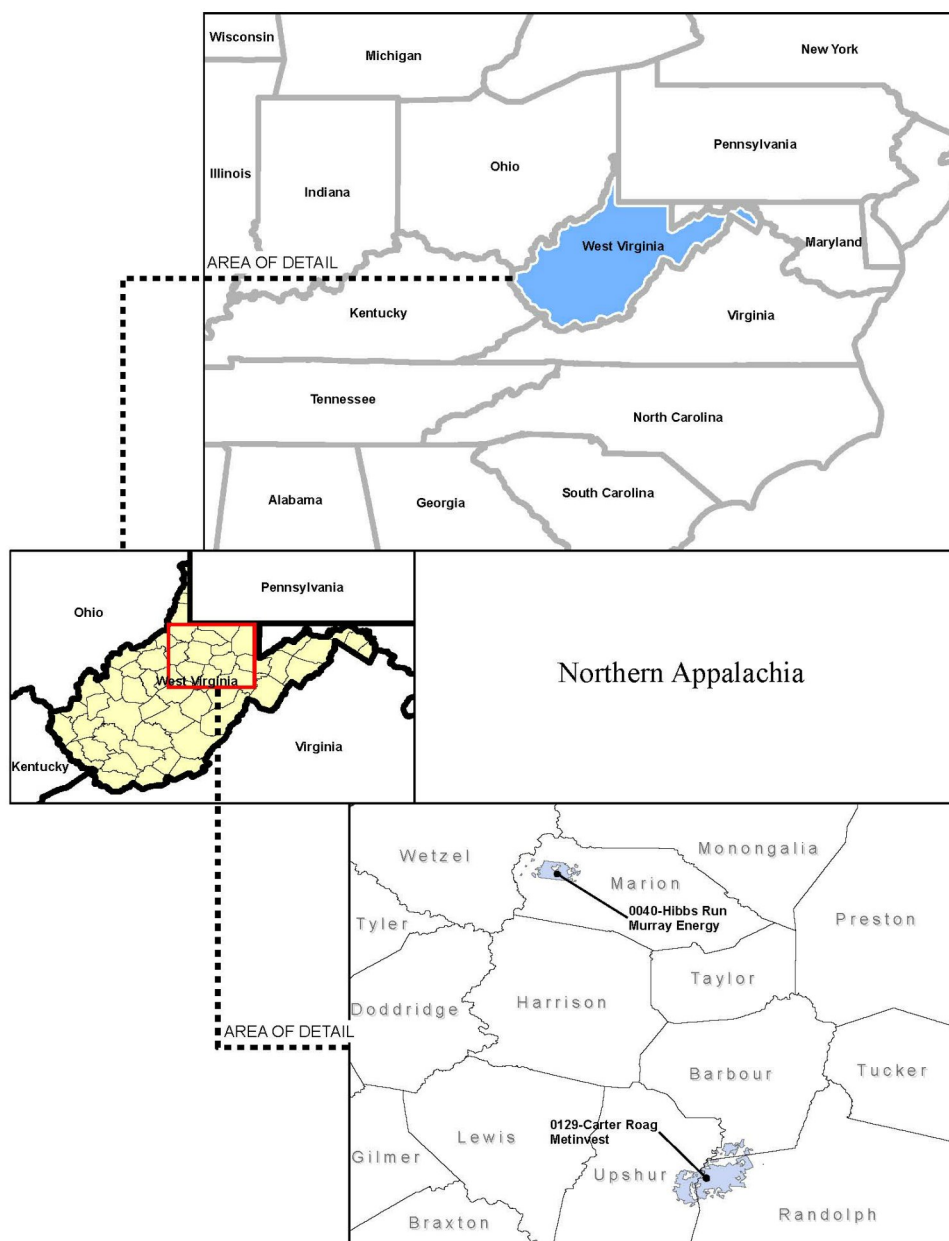 Wisconsin
Michigan
New York
Pennsylvania
Ohio
Illinois
Indiana
West Virginia
Maryland
AREA OF DETAIL
Kentucky
Virginia
Tennessee
North Carolina
Alabama
Georgia
South Carolina
Pennsylvania
Ohio
West Virginia
Virginia
Kentucky
Northern Appalachia
Wetzel
Monongalia
Marion
0040-Hibbs Run
Murray Energy
Preston
Tyler
Taylor
Harrison
Doddridge
AREA OF DETAIL
Barbour
Tucker
0129-Carter Roag
Metinvest
Lewis
Gilmer
Upshur
Randolph
Braxton